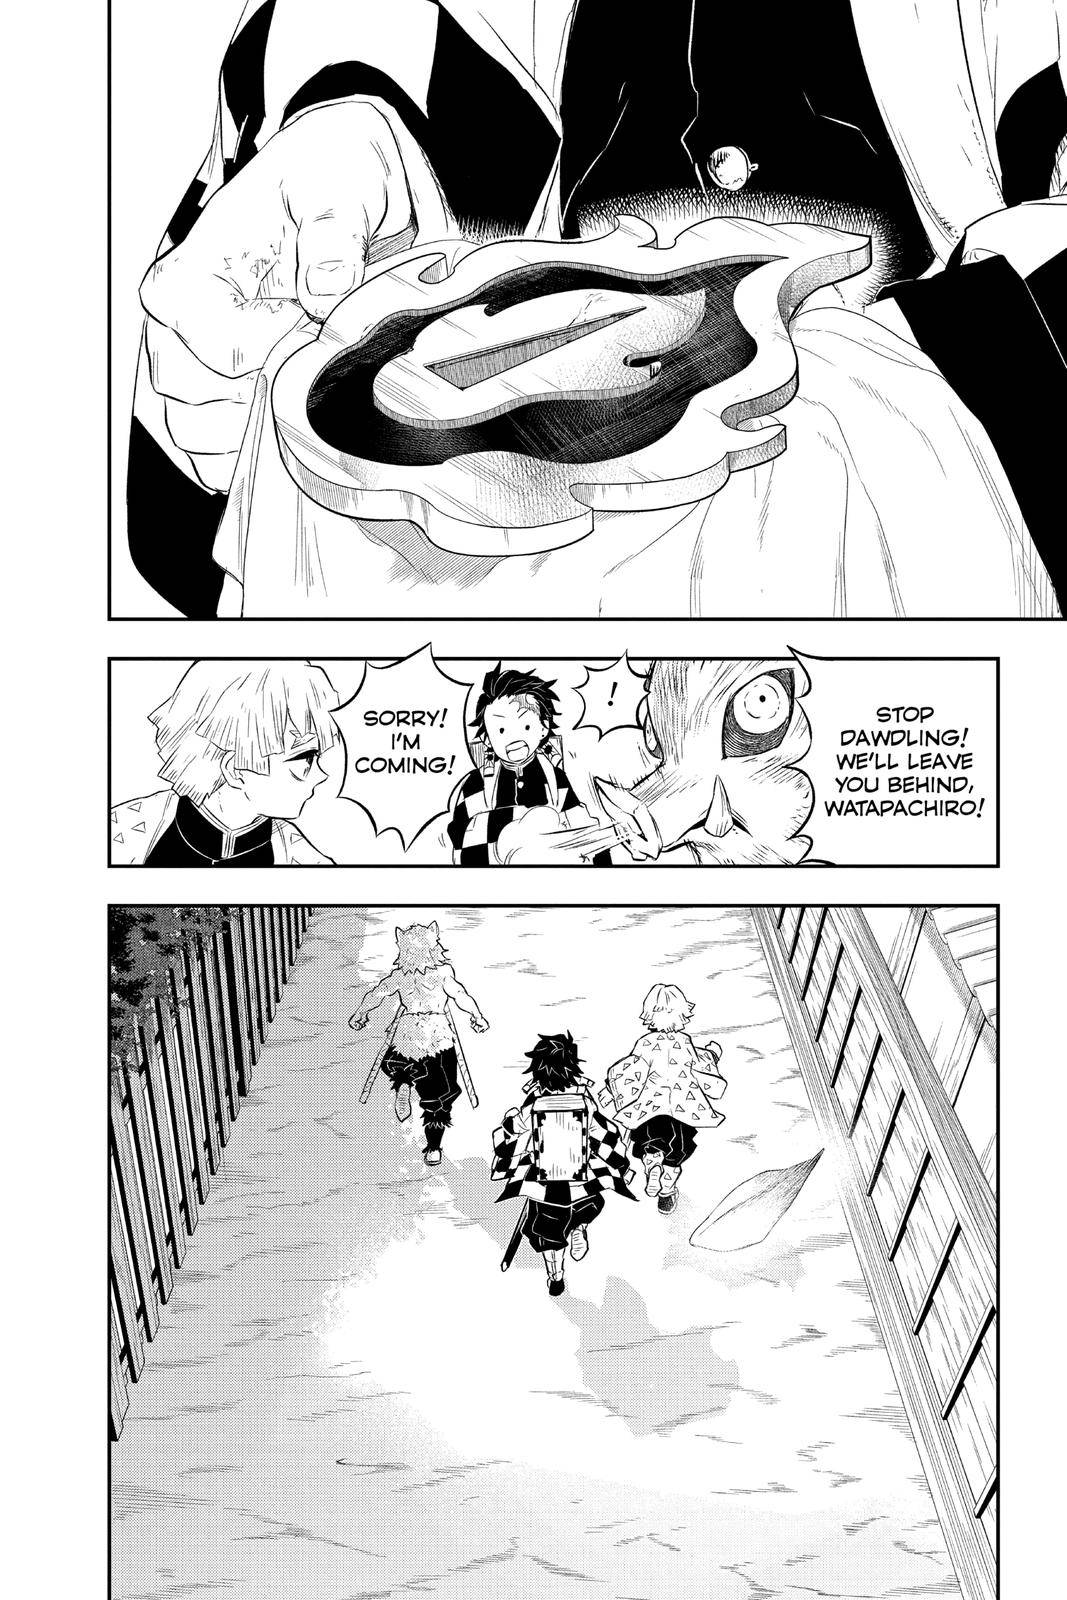 STOP
DAWDLING!
WE'LL LEAVE
YOU BEHIND,
WATAPACHIRO!
!
SORRY!
I'M
COMING!